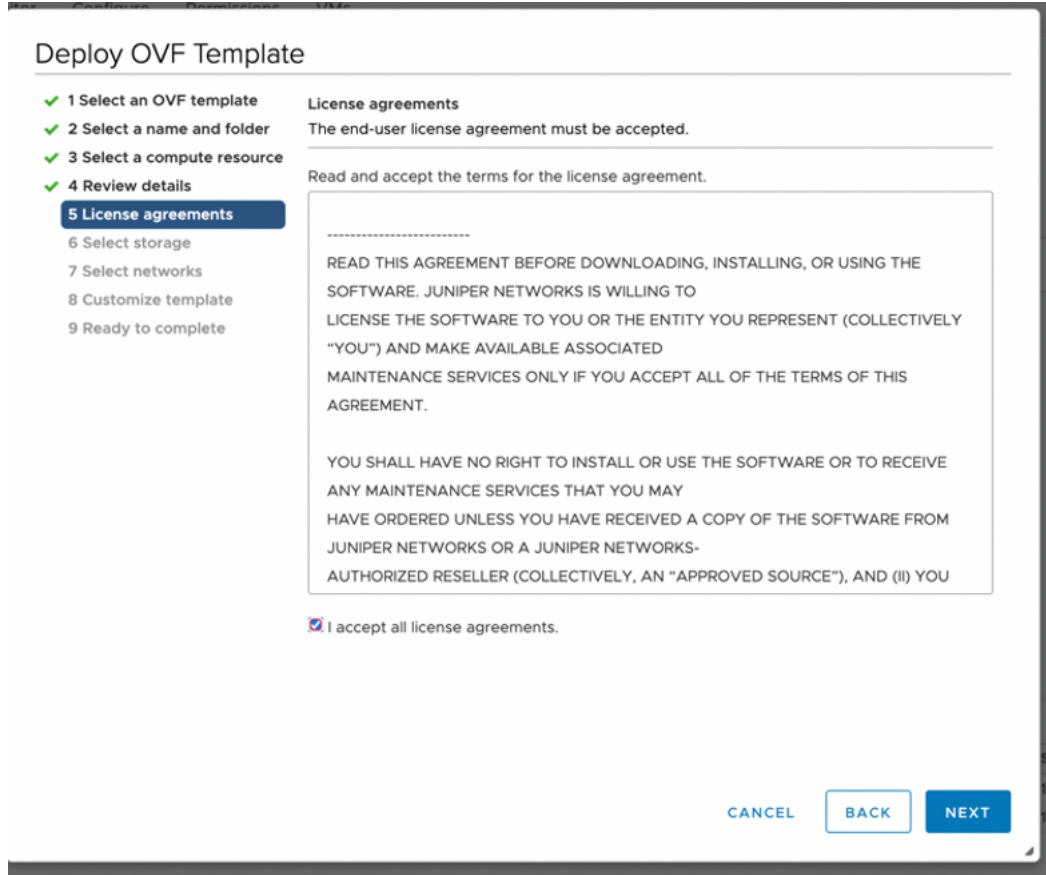 Configure Permissions VMs
Deploy OVF Template
1 Select an OVF template
2 Select a name and folder
3 Select a compute resource
4 Review details
5 License agreements
6 Select storage
7 Select networks
8 Customize template
9 Ready to complete
License agreements
The end-user license agreement must be accepted.
Read and accept the terms for the license agreement.
-------------------------
READ THIS AGREEMENT BEFORE DOWNLOADING, INSTALLING, OR USING THE
SOFTWARE. JUNIPER NETWORKS IS WILLING TO
LICENSE THE SOFTWARE TO YOU OR THE ENTITY YOU REPRESENT (COLLECTIVELY
“YOU”) AND MAKE AVAILABLE ASSOCIATED
MAINTENANCE SERVICES ONLY IF YOU ACCEPT ALL OF THE TERMS OF THIS
AGREEMENT.
YOU SHALL HAVE NO RIGHT TO INSTALL OR USE THE SOFTWARE OR TO RECEIVE
ANY MAINTENANCE SERVICES THAT YOU MAY
HAVE ORDERED UNLESS YOU HAVE RECEIVED A COPY OF THE SOFTWARE FROM
JUNIPER NETWORKS OR A JUNIPER NETWORKS-
AUTHORIZED RESELLER (COLLECTIVELY, AN “APPROVED SOURCE”), AND (II) YOU
I accept all license agreements.
CANCEL BACK NEXT